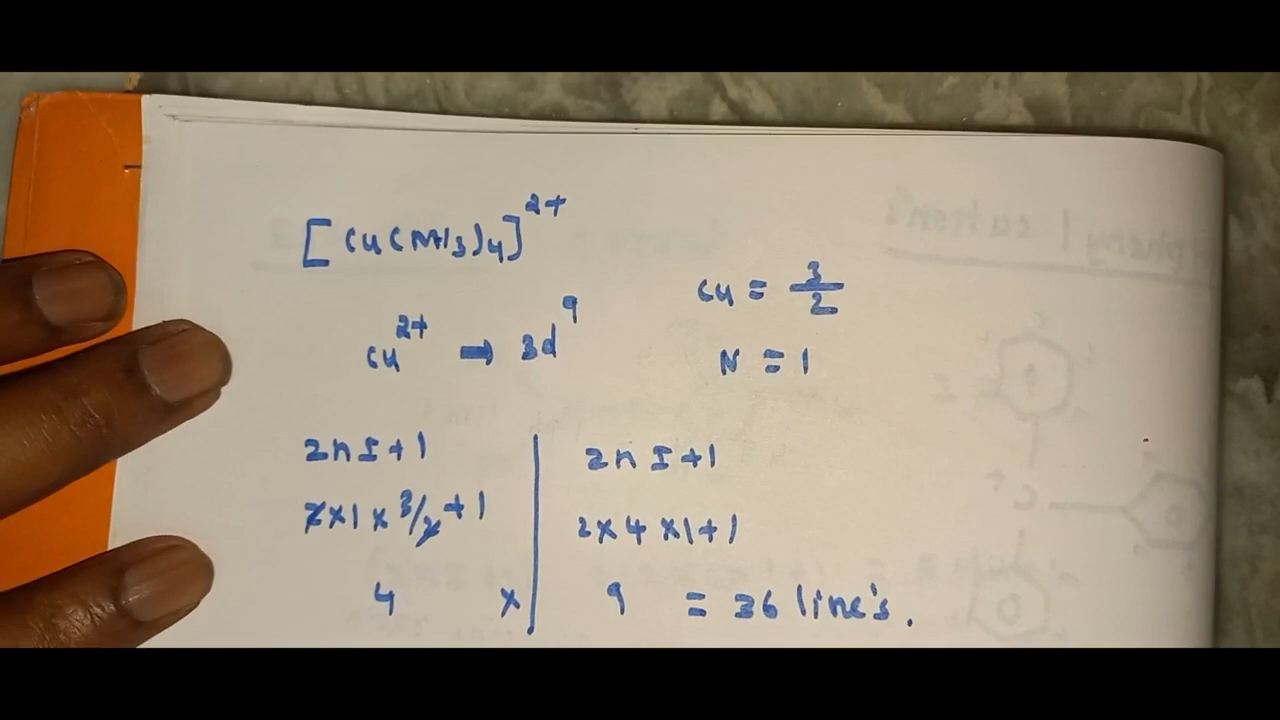 [Cu(NH3)4]2+
Cu2+ → 3d9
Cu = 3/2
N = 1
2nI+1
2×1×3/2+1
4 ×
2nI+1
2×4×1+1
9 = 36 line's.